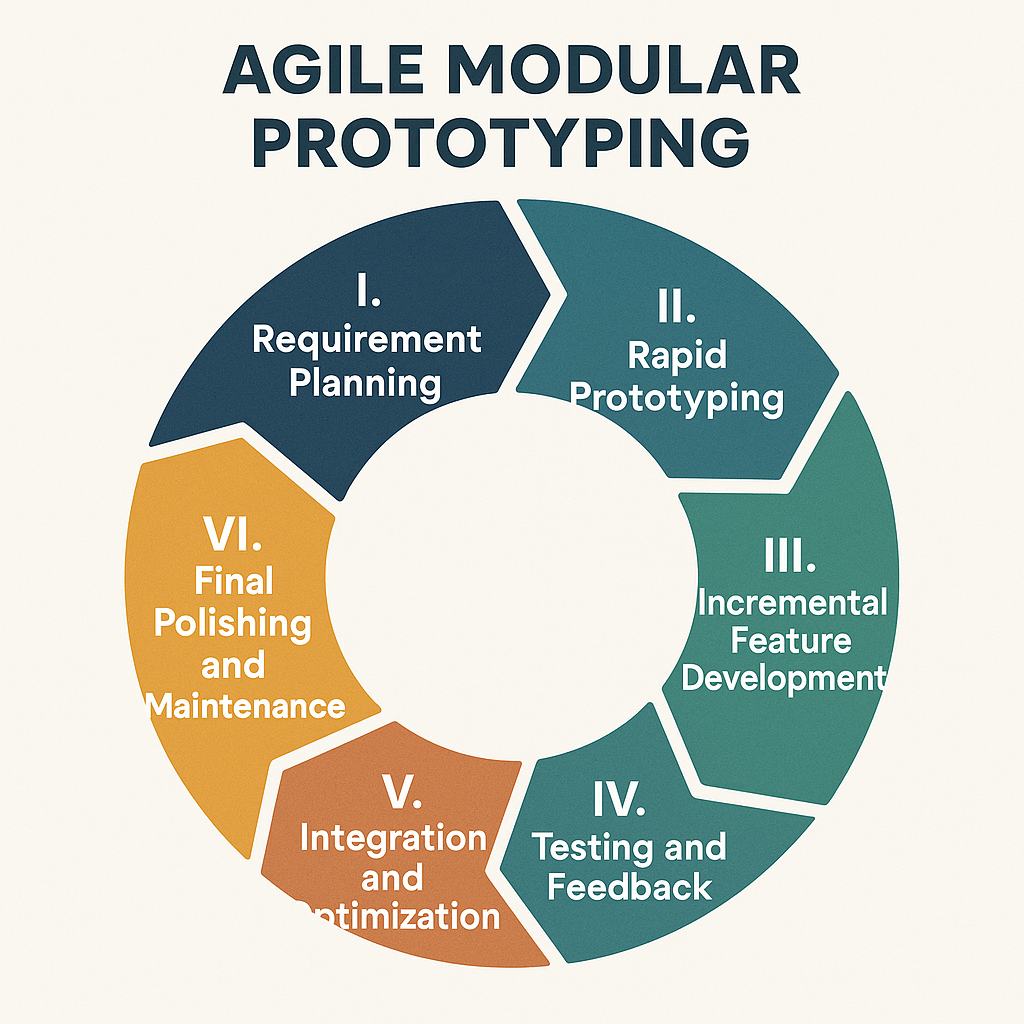 AGILE MODULAR
PROTOTYPING
I.
Requirement
Planning
II.
Rapid
Prototyping
III.
Incremental
Feature
Development
IV.
Testing and
Feedback
V.
Integration
and
Optimization
VI.
Final
Polishing
and
Maintenance